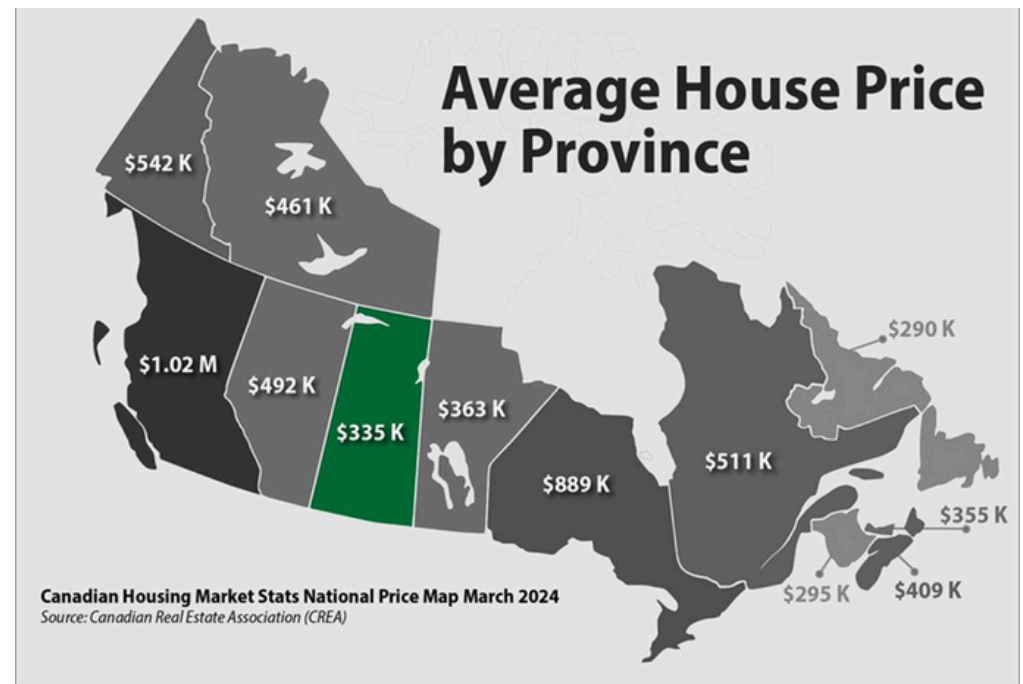 Average House Price
by Province
$542 K
$461 K
$1.02 M
$492 K
$335 K
$363 K
$889 K
$511 K
$290 K
$355 K
$295 K
$409 K
Canadian Housing Market Stats National Price Map March 2024
Source: Canadian Real Estate Association (CREA)